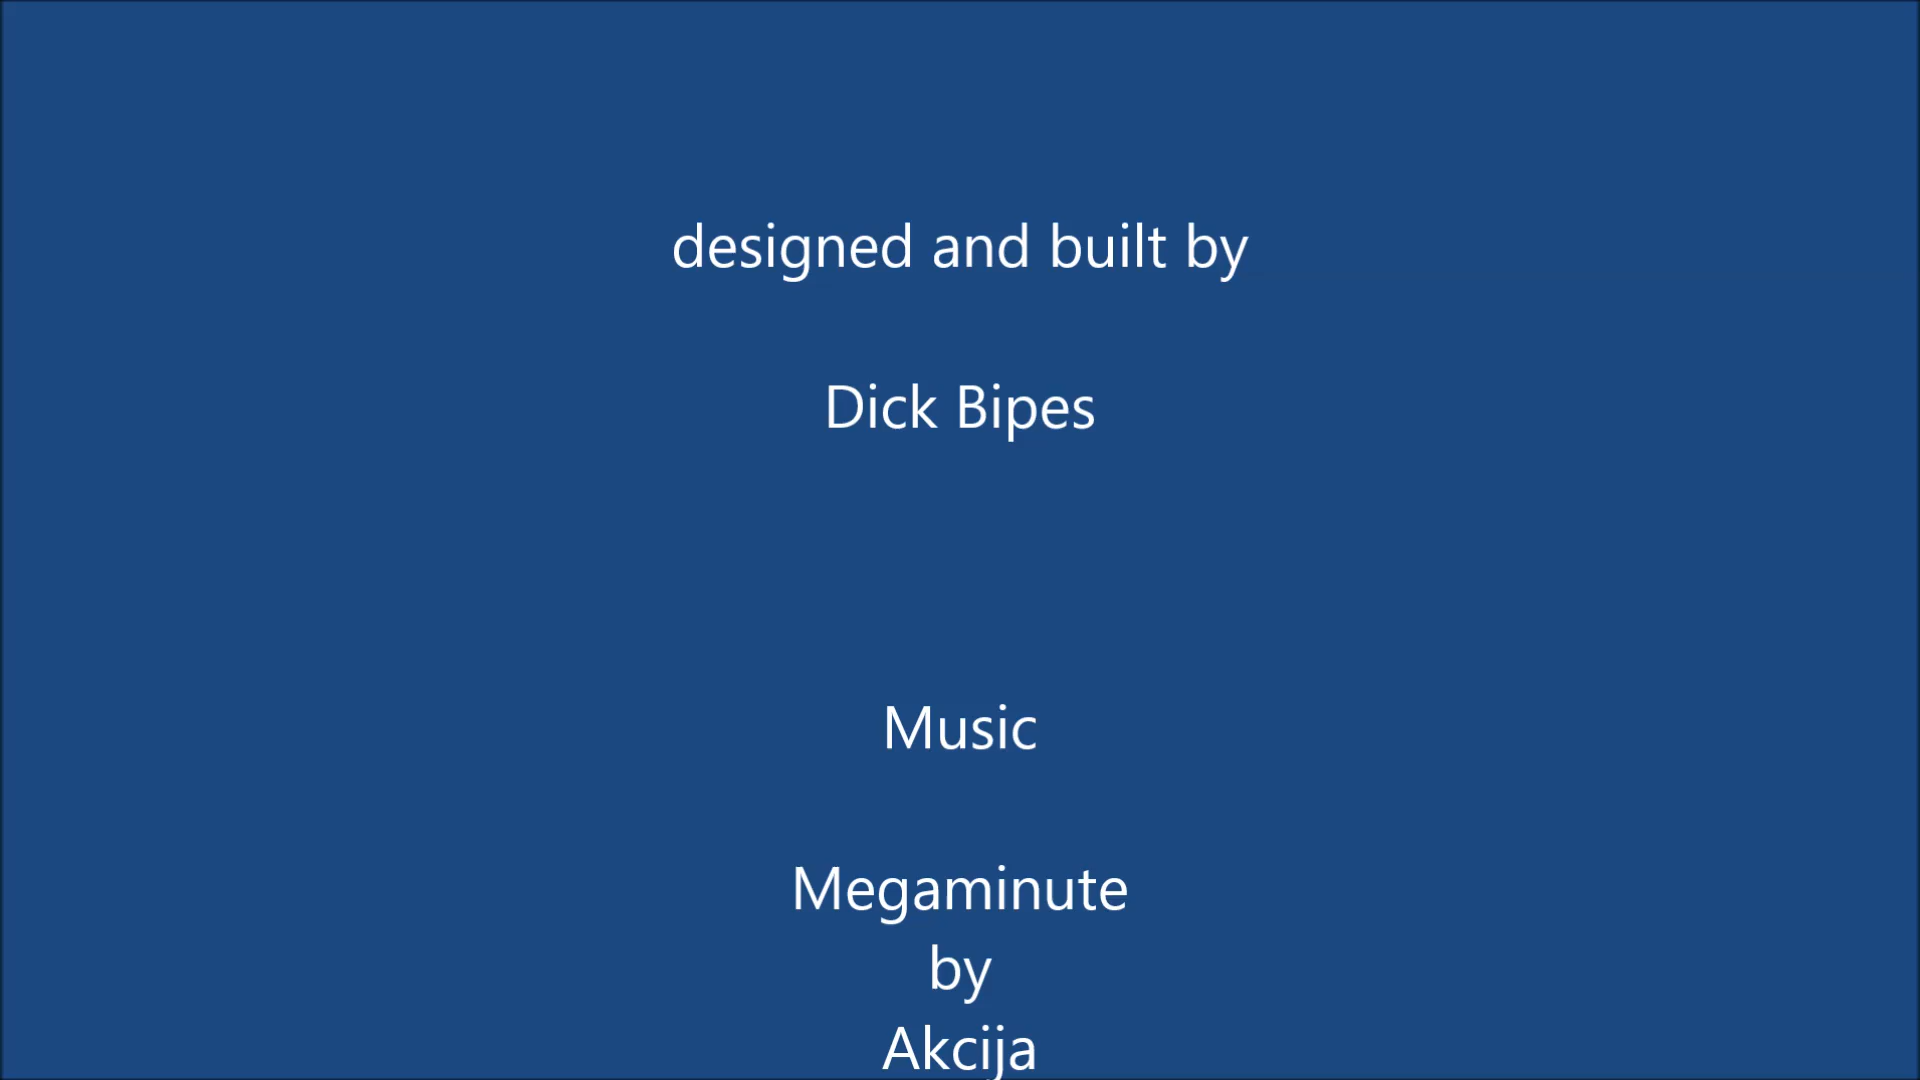 designed and built by
Dick Bipes
Music
Megaminute
by
Akcija